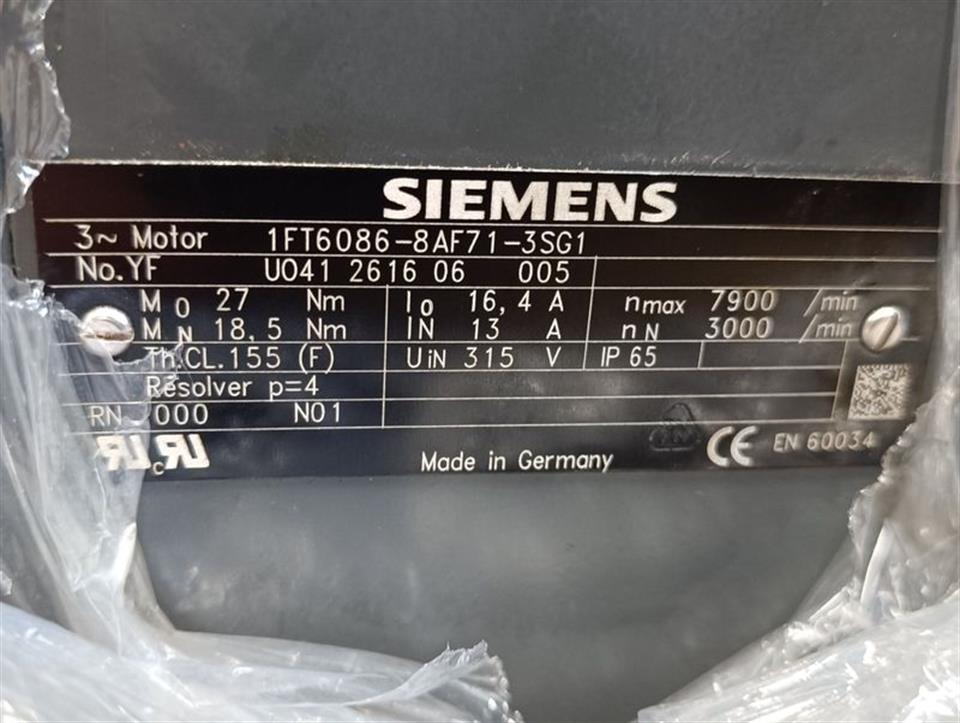 SIEMENS
3~ Motor 1FT6086-8AF71-3SG1
No.YF U041 2616 06 005
M0 27 Nm I0 16,4 A nmax 7900 /min
MN 18,5 Nm IN 13 A nN 3000 /min
Th.CL.155 (F) UiN 315 V IP 65
Resolver p=4
RN 000 N01
c CE EN 60034
Made in Germany